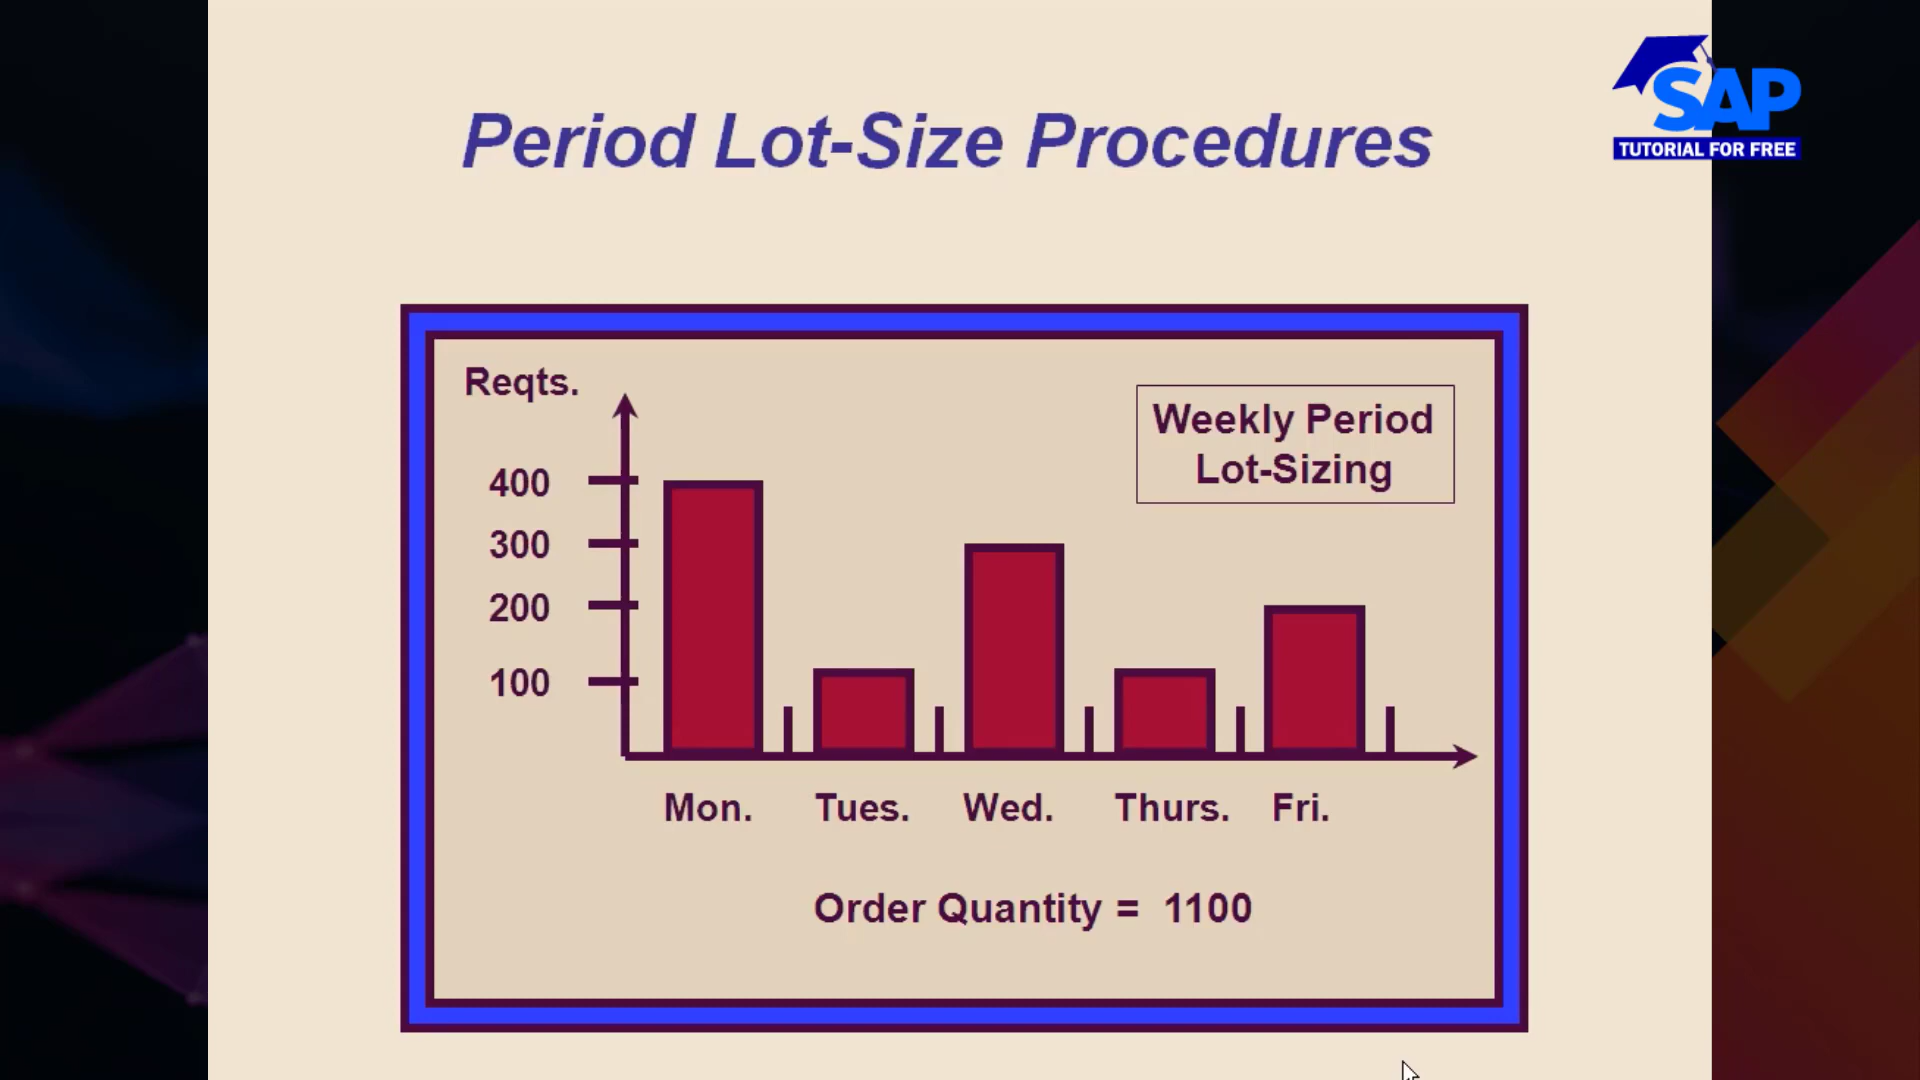 Period Lot-Size Procedures
SAP
TUTORIAL FOR FREE
Reqts.
Weekly Period
Lot-Sizing
400
300
200
100
Mon. Tues. Wed. Thurs. Fri.
Order Quantity = 1100